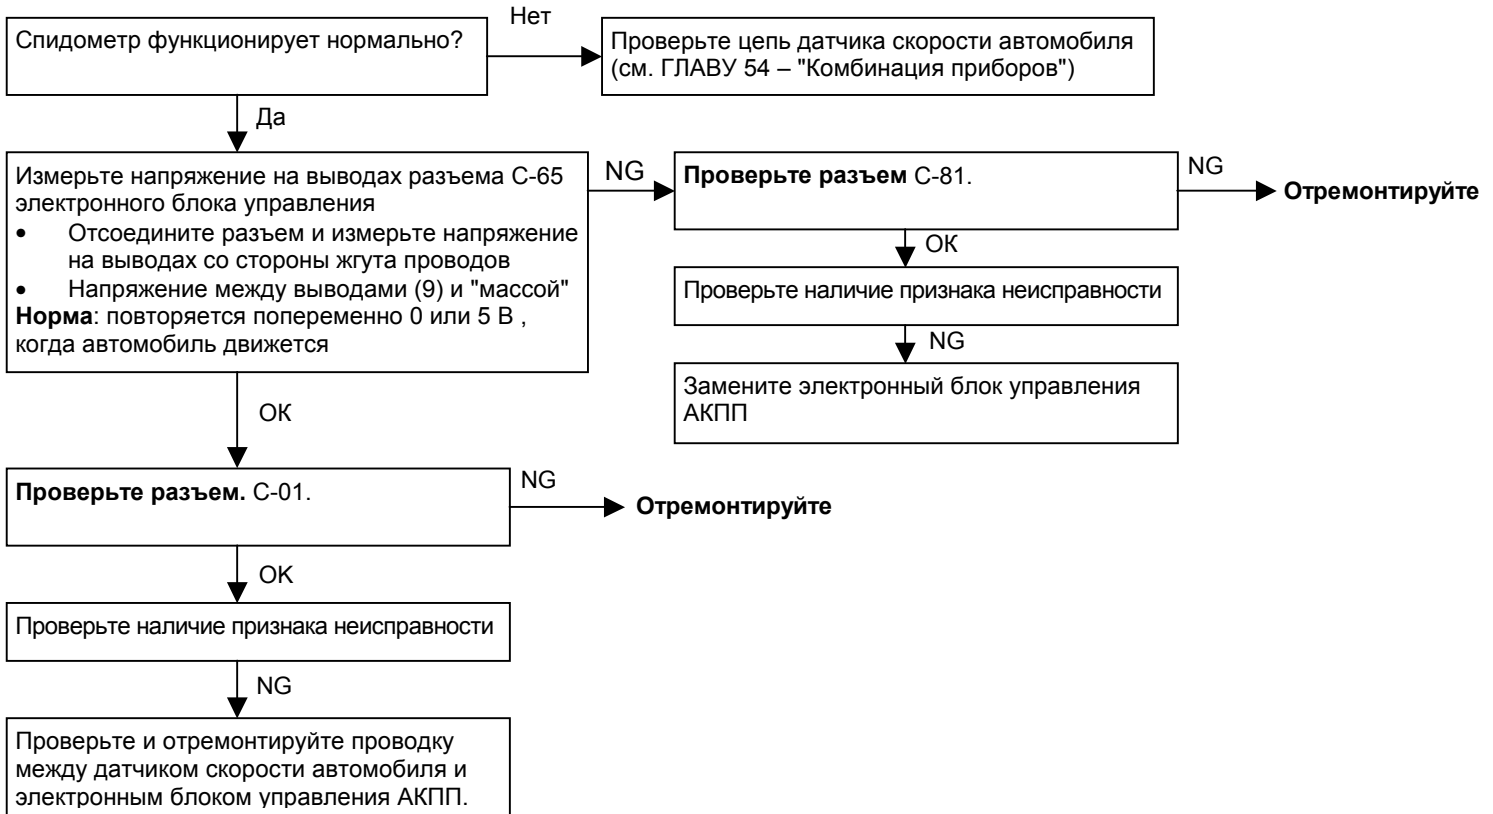 Нет
Спидометр функционирует нормально?
Проверьте цепь датчика скорости автомобиля
(см. ГЛАВУ 54 – "Комбинация приборов")
Да
Измерьте напряжение на выводах разъема C-65
электронного блока управления
• Отсоедините разъем и измерьте напряжение
на выводах со стороны жгута проводов
• Напряжение между выводами (9) и "массой"
Норма: повторяется попеременно 0 или 5 В ,
когда автомобиль движется
NG
Проверьте разъем C-81.
NG
Отремонтируйте
ОК
Проверьте наличие признака неисправности
NG
Замените электронный блок управления
АКПП
ОК
Проверьте разъем. C-01.
NG
Отремонтируйте
OK
Проверьте наличие признака неисправности
NG
Проверьте и отремонтируйте проводку
между датчиком скорости автомобиля и
электронным блоком управления АКПП.